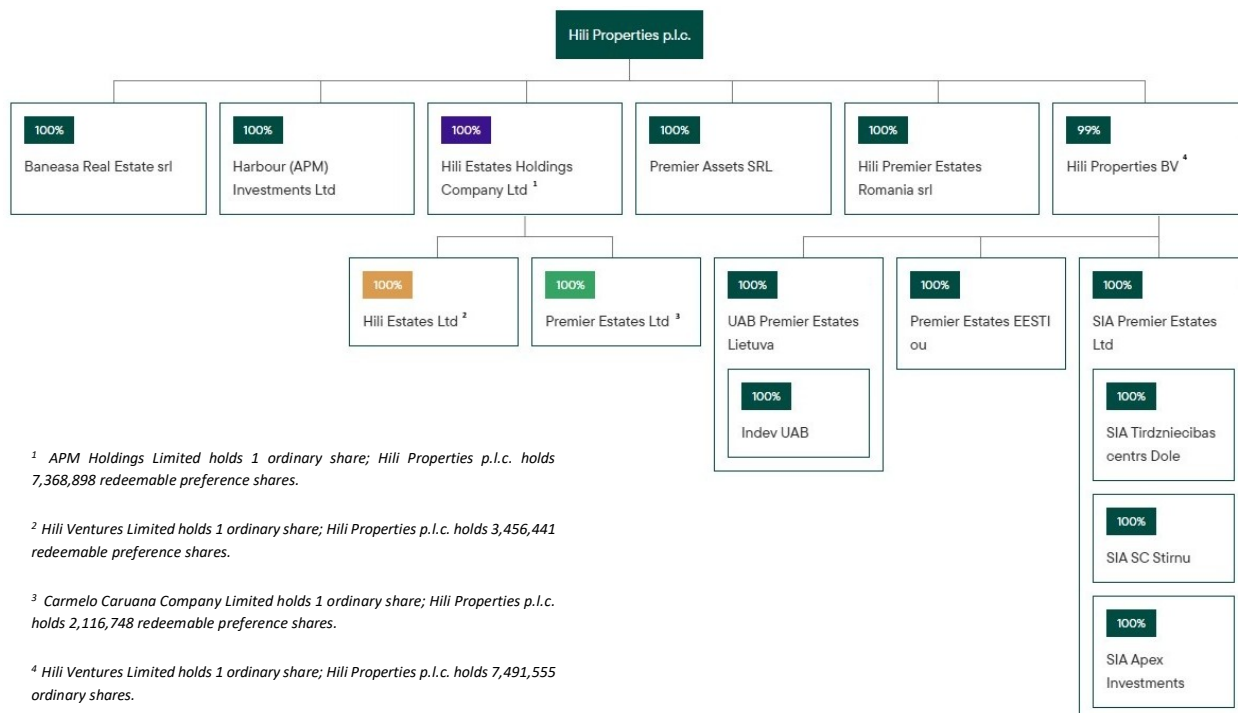 Hili Properties p.l.c.
100%
Baneasa Real Estate srl
100%
Harbour (APM)
Investments Ltd
100%
Hili Estates Holdings
Company Ltd 1
100%
Premier Assets SRL
100%
Hili Premier Estates
Romania srl
99%
Hili Properties BV 4
100%
Hili Estates Ltd 2
100%
Premier Estates Ltd 3
100%
UAB Premier Estates
Lietuva
100%
Indev UAB
100%
Premier Estates EESTI
ou
100%
SIA Premier Estates
Ltd
100%
SIA Tirdzniecibas
centrs Dole
100%
SIA SC Stirnu
100%
SIA Apex
Investments
1 APM Holdings Limited holds 1 ordinary share; Hili Properties p.l.c. holds
7,368,898 redeemable preference shares.
2 Hili Ventures Limited holds 1 ordinary share; Hili Properties p.l.c. holds 3,456,441
redeemable preference shares.
3 Carmelo Caruana Company Limited holds 1 ordinary share; Hili Properties p.l.c.
holds 2,116,748 redeemable preference shares.
4 Hili Ventures Limited holds 1 ordinary share; Hili Properties p.l.c. holds 7,491,555
ordinary shares.